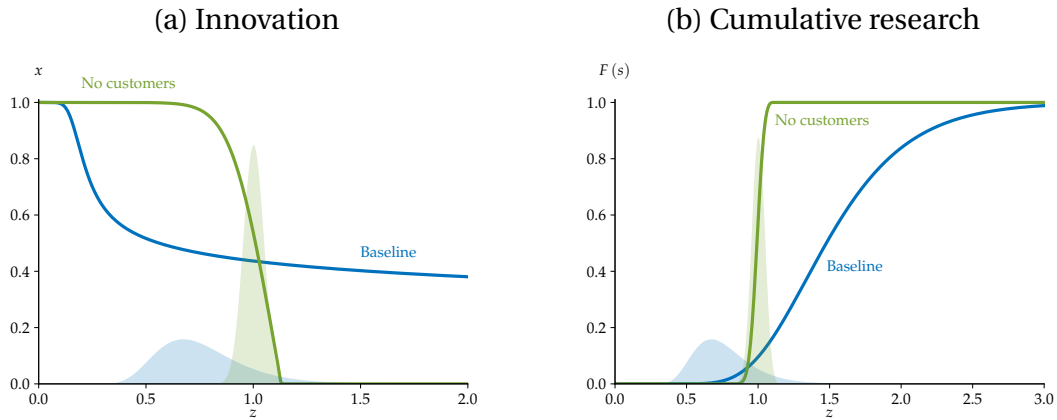 (a) Innovation
x
No customers
1.0
0.8
0.6
Baseline
0.4
0.2
0.0
0.0 0.5 1.0 1.5 2.0
z
(b) Cumulative research
F (s)
1.0
No customers
0.8
0.6
Baseline
0.4
0.2
0.0
0.0 0.5 1.0 1.5 2.0 2.5 3.0
z